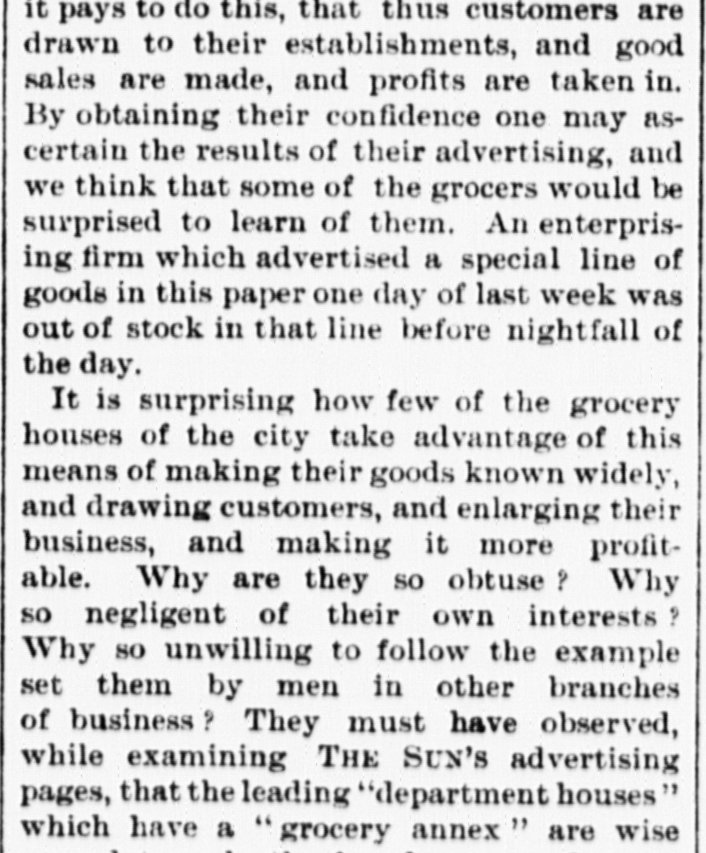 it pays to do this, that thus customers are
drawn to their establishments, and good
sales are made, and profits are taken in.
By obtaining their confidence one may as-
certain the results of their advertising, and
we think that some of the grocers would be
surprised to learn of them. An enterpris-
ing firm which advertised a special line of
goods in this paper one day of last week was
out of stock in that line before nightfall of
the day.
It is surprising how few of the grocery
houses of the city take advantage of this
means of making their goods known widely,
and drawing customers, and enlarging their
business, and making it more profit-
able. Why are they so obtuse? Why
so negligent of their own interests?
Why so unwilling to follow the example
set them by men in other branches
of business? They must have observed,
while examining THE SUN'S advertising
pages, that the leading "department houses"
which have a "grocery annex" are wise